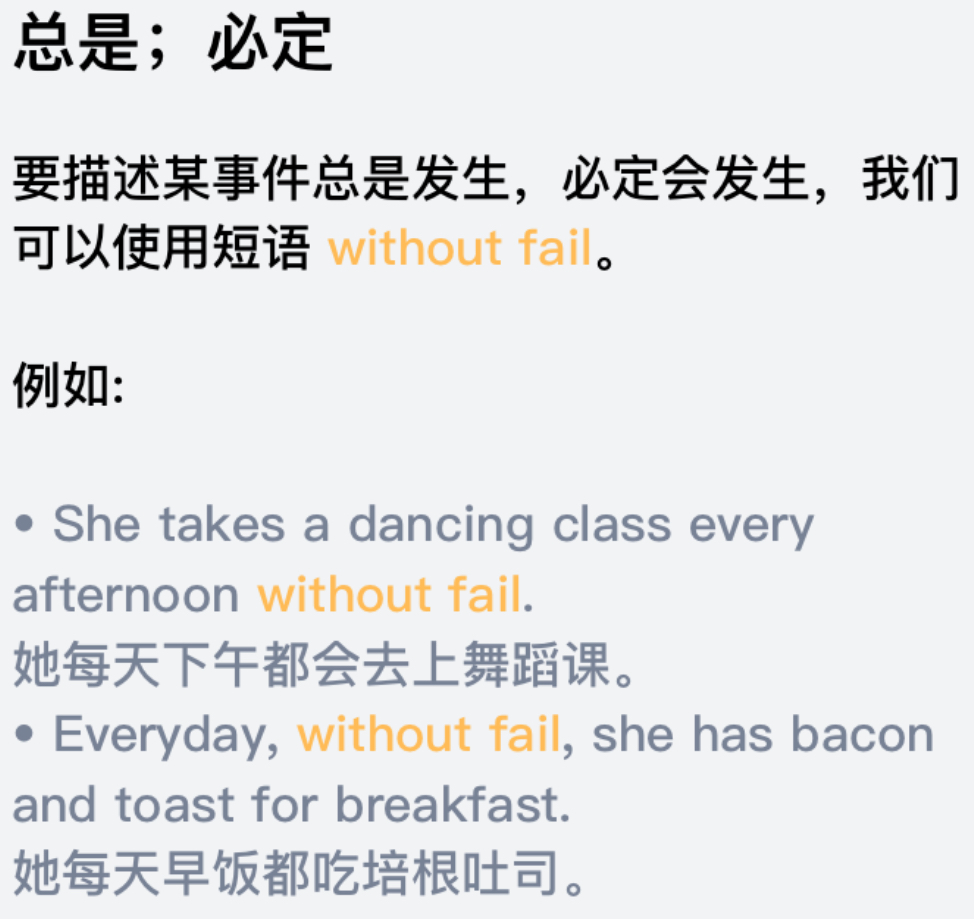 总是；必定
要描述某事件总是发生，必定会发生，我们
可以使用短语 without fail。
例如:
• She takes a dancing class every
afternoon without fail.
她每天下午都会去上舞蹈课。
• Everyday, without fail, she has bacon
and toast for breakfast.
她每天早饭都吃培根吐司。